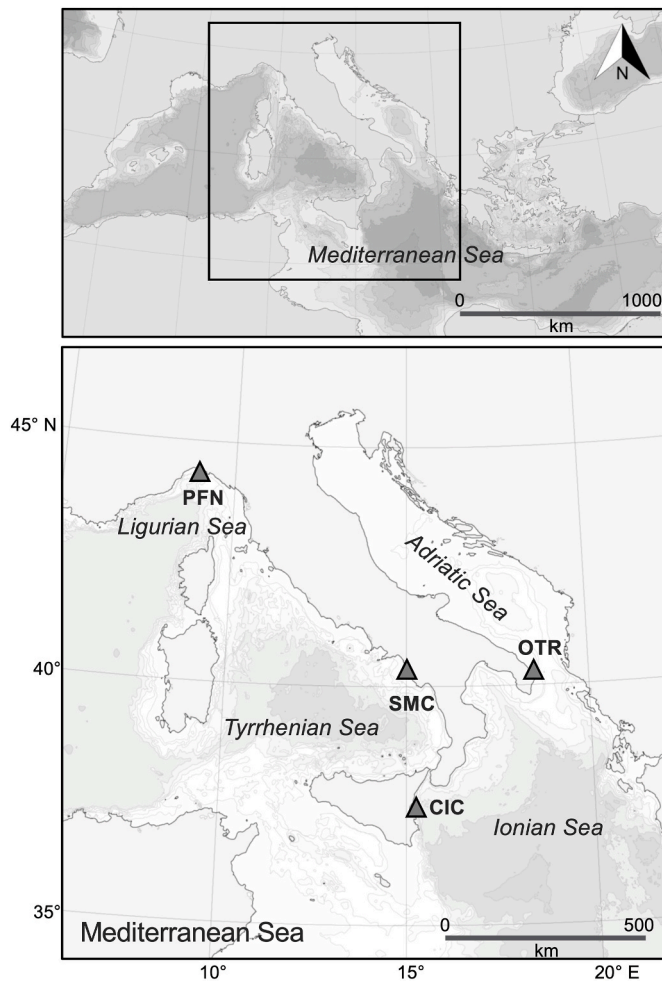 N
Mediterranean Sea
0 1000
km
45° N
PFN
Ligurian Sea
Adriatic Sea
OTR
40°
SMC
Tyrrhenian Sea
CIC
Ionian Sea
35°
Mediterranean Sea
0 500
km
10° 15° 20° E